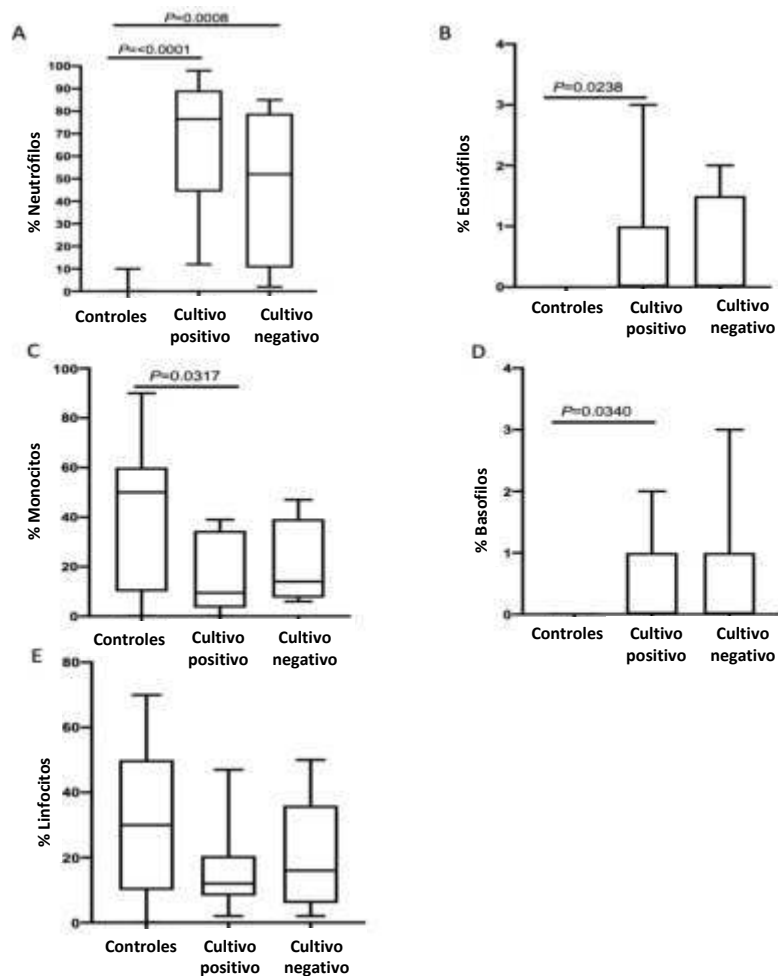 A
P=0.0008
P=<0.0001
% Neutrófilos
100
90
80
70
60
50
40
30
20
10
0
Controles
Cultivo
positivo
Cultivo
negativo
B
P=0.0238
% Eosinófilos
4
3
2
1
0
Controles
Cultivo
positivo
Cultivo
negativo
C
P=0.0317
% Monocitos
100
80
60
40
20
0
Controles
Cultivo
positivo
Cultivo
negativo
D
P=0.0340
% Basofilos
4
3
2
1
0
Controles
Cultivo
positivo
Cultivo
negativo
E
% Linfocitos
80
60
40
20
0
Controles
Cultivo
positivo
Cultivo
negativo